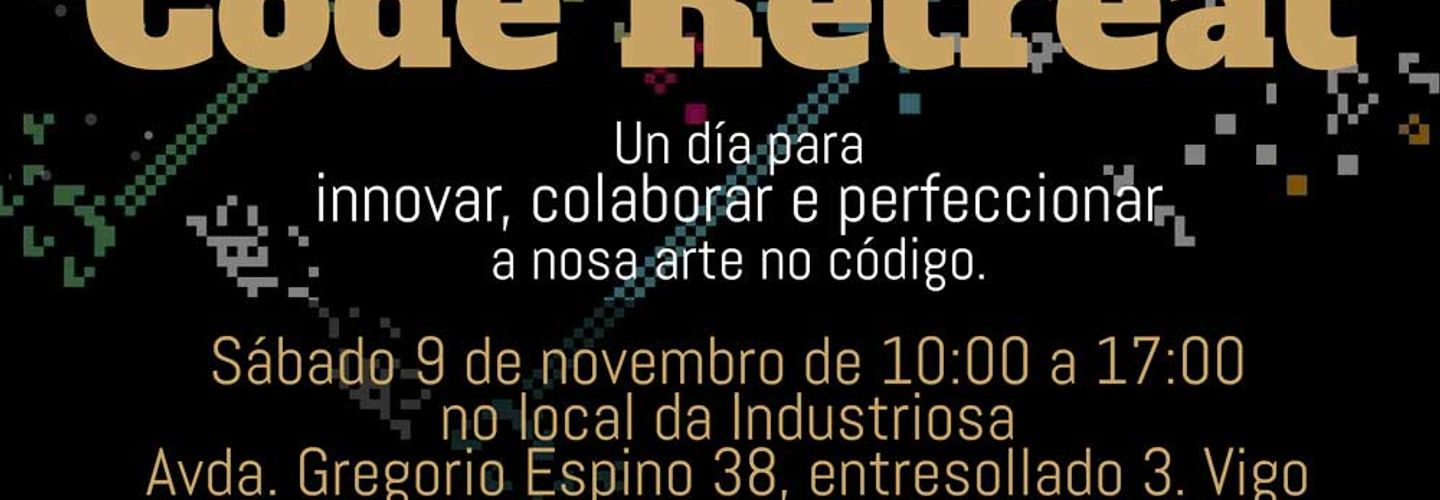 Code Retreat
Un día para
innovar, colaborar e perfeccionar
a nosa arte no código.
Sábado 9 de novembro de 10:00 a 17:00
no local da Industriosa
Avda. Gregorio Espino 38, entresollado 3. Vigo